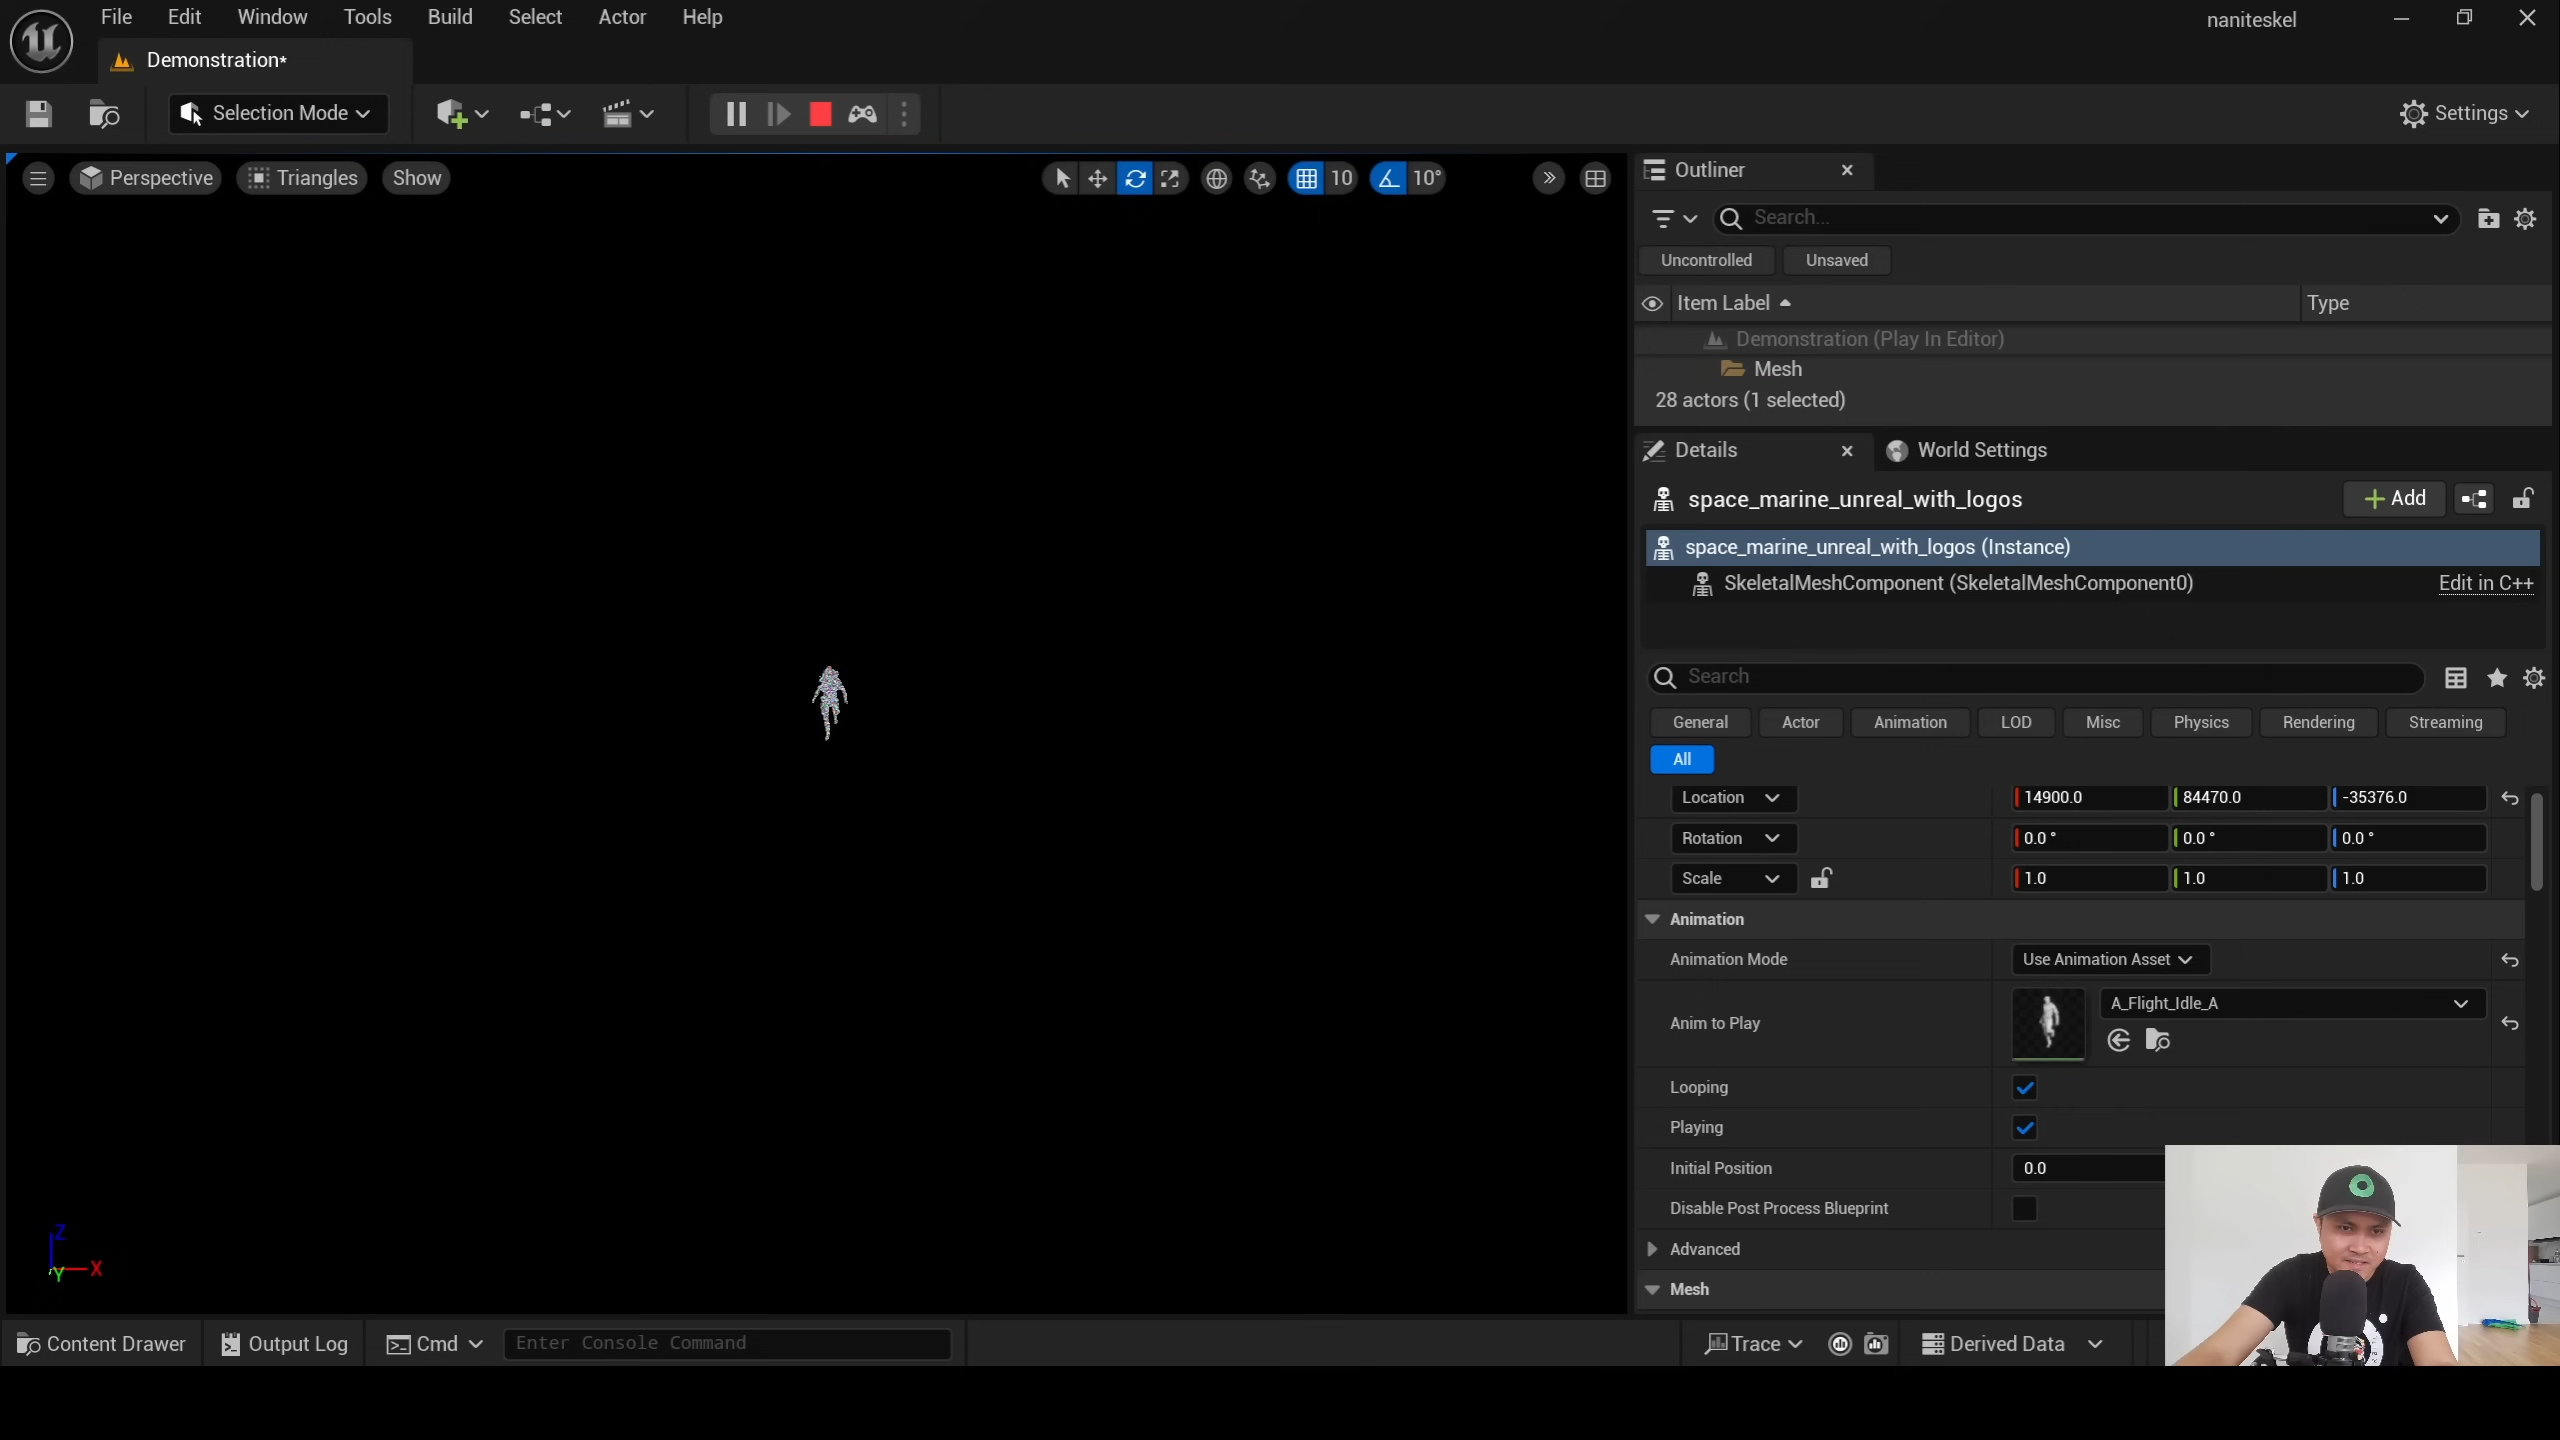 File Edit Window Tools Build Select Actor Help
naniteskel
Demonstration*
Selection Mode
Settings
Perspective Triangles Show
10 10°
Outliner
Search...
Uncontrolled Unsaved
Item Label Type
Demonstration (Play In Editor)
Mesh
28 actors (1 selected)
Details World Settings
space_marine_unreal_with_logos
Add
space_marine_unreal_with_logos (Instance)
SkeletalMeshComponent (SkeletalMeshComponent0) Edit in C++
Search
General Actor Animation LOD Misc Physics Rendering Streaming
All
Location 14900.0 84470.0 -35376.0
Rotation 0.0 ° 0.0 ° 0.0 °
Scale 1.0 1.0 1.0
Animation
Animation Mode Use Animation Asset
Anim to Play A_Flight_Idle_A
Looping
Playing
Initial Position 0.0
Disable Post Process Blueprint
Advanced
Mesh
Z
Y X
Content Drawer Output Log Cmd Enter Console Command Trace Derived Data